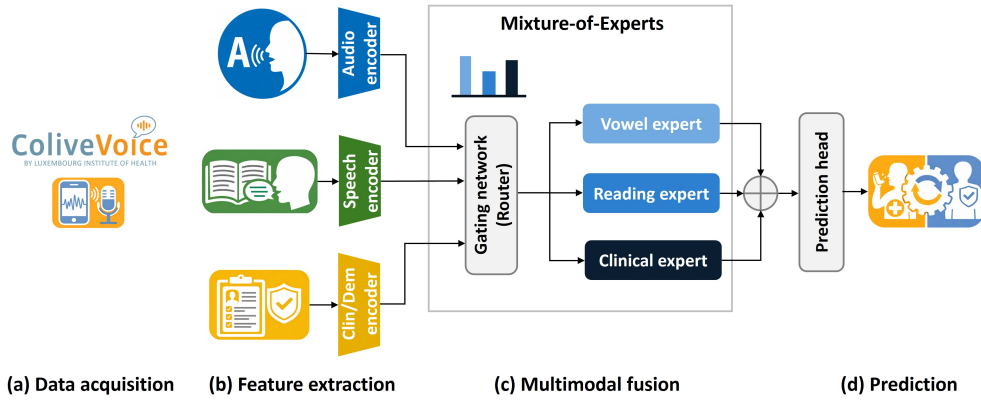 Mixture-of-Experts
A
Audio
encoder
ColiveVoice
BY LUXEMBOURG INSTITUTE OF HEALTH
Speech
encoder
Clin/Dem
encoder
Gating network
(Router)
Vowel expert
Reading expert
Clinical expert
Prediction head
(a) Data acquisition
(b) Feature extraction
(c) Multimodal fusion
(d) Prediction